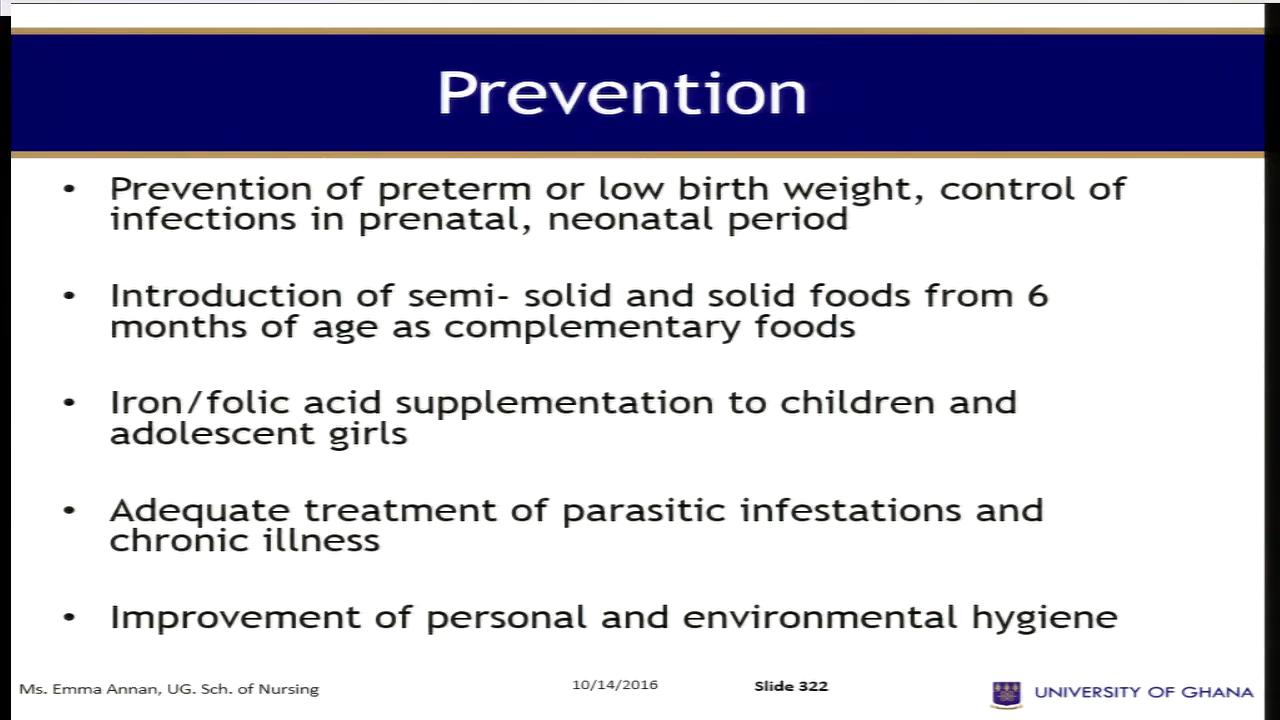 Prevention
• Prevention of preterm or low birth weight, control of
infections in prenatal, neonatal period
• Introduction of semi- solid and solid foods from 6
months of age as complementary foods
• Iron/folic acid supplementation to children and
adolescent girls
• Adequate treatment of parasitic infestations and
chronic illness
• Improvement of personal and environmental hygiene
Ms. Emma Annan, UG. Sch. of Nursing
10/14/2016
Slide 322
UNIVERSITY OF GHANA